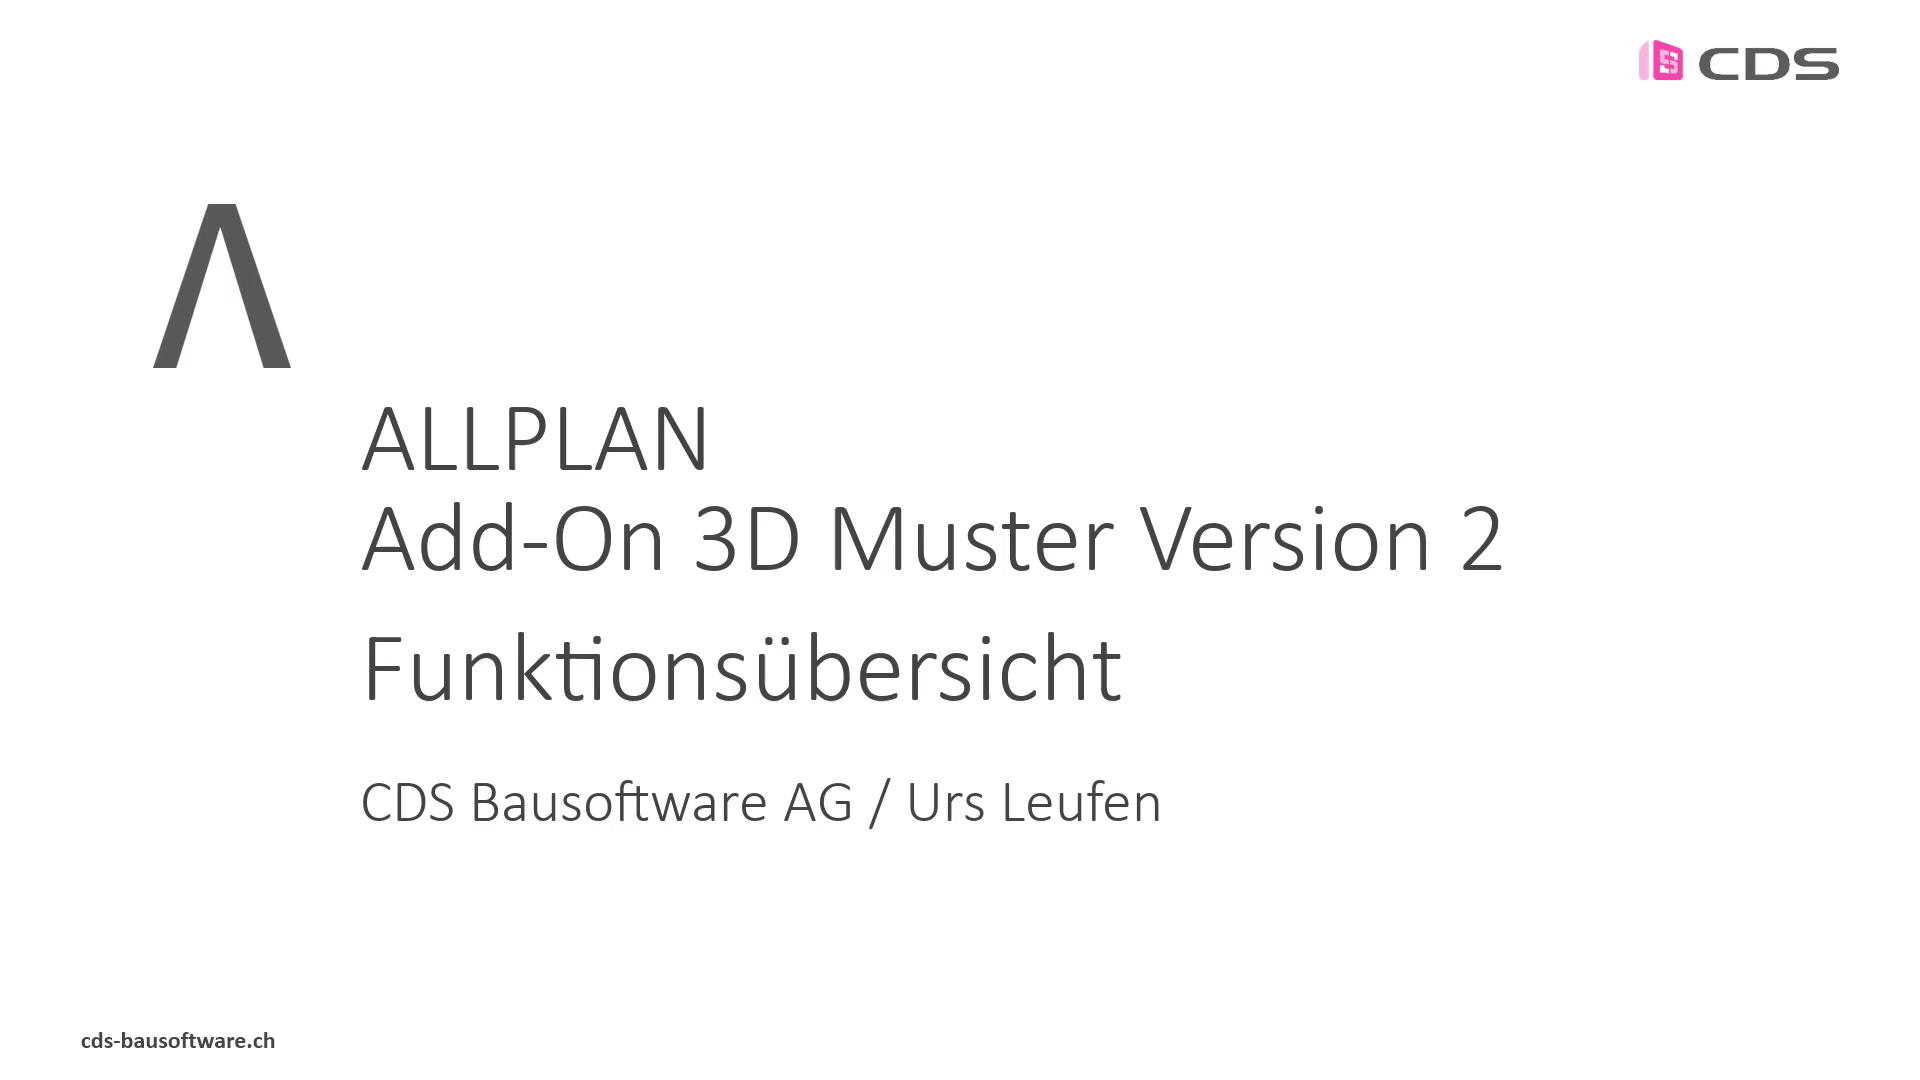 CDS
ALLPLAN
Add-On 3D Muster Version 2
Funktionsübersicht
CDS Bausoftware AG / Urs Leufen
cds-bausoftware.ch